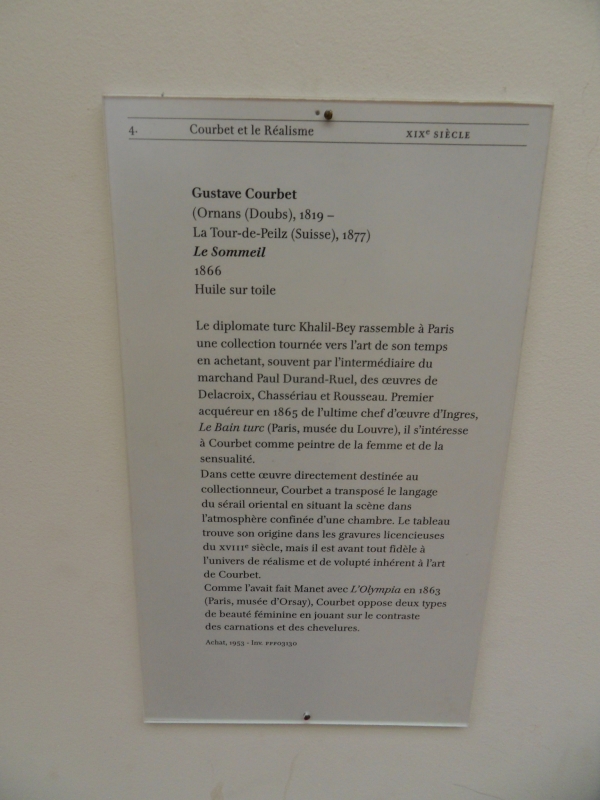 4. Courbet et le Réalisme XIXe SIÈCLE
Gustave Courbet
(Ornans (Doubs), 1819 –
La Tour-de-Peilz (Suisse), 1877)
Le Sommeil
1866
Huile sur toile
Le diplomate turc Khalil-Bey rassemble à Paris
une collection tournée vers l'art de son temps
en achetant, souvent par l'intermédiaire du
marchand Paul Durand-Ruel, des œuvres de
Delacroix, Chassériau et Rousseau. Premier
acquéreur en 1865 de l'ultime chef d'œuvre d'Ingres,
Le Bain turc (Paris, musée du Louvre), il s'intéresse
à Courbet comme peintre de la femme et de la
sensualité.
Dans cette œuvre directement destinée au
collectionneur, Courbet a transposé le langage
du sérail oriental en situant la scène dans
l'atmosphère confinée d'une chambre. Le tableau
trouve son origine dans les gravures licencieuses
du XVIIIe siècle, mais il est avant tout fidèle à
l'univers de réalisme et de volupté inhérent à l'art
de Courbet.
Comme l'avait fait Manet avec L'Olympia en 1863
(Paris, musée d'Orsay), Courbet oppose deux types
de beauté féminine en jouant sur le contraste
des carnations et des chevelures.
Achat, 1953 - Inv. PPP03130